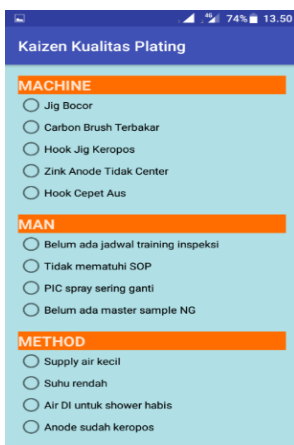 4G 74% 13.50
Kaizen Kualitas Plating
MACHINE
Jig Bocor
Carbon Brush Terbakar
Hook Jig Keropos
Zink Anode Tidak Center
Hook Cepet Aus
MAN
Belum ada jadwal training inspeksi
Tidak mematuhi SOP
PIC spray sering ganti
Belum ada master sample NG
METHOD
Supply air kecil
Suhu rendah
Air DI untuk shower habis
Anode sudah keropos